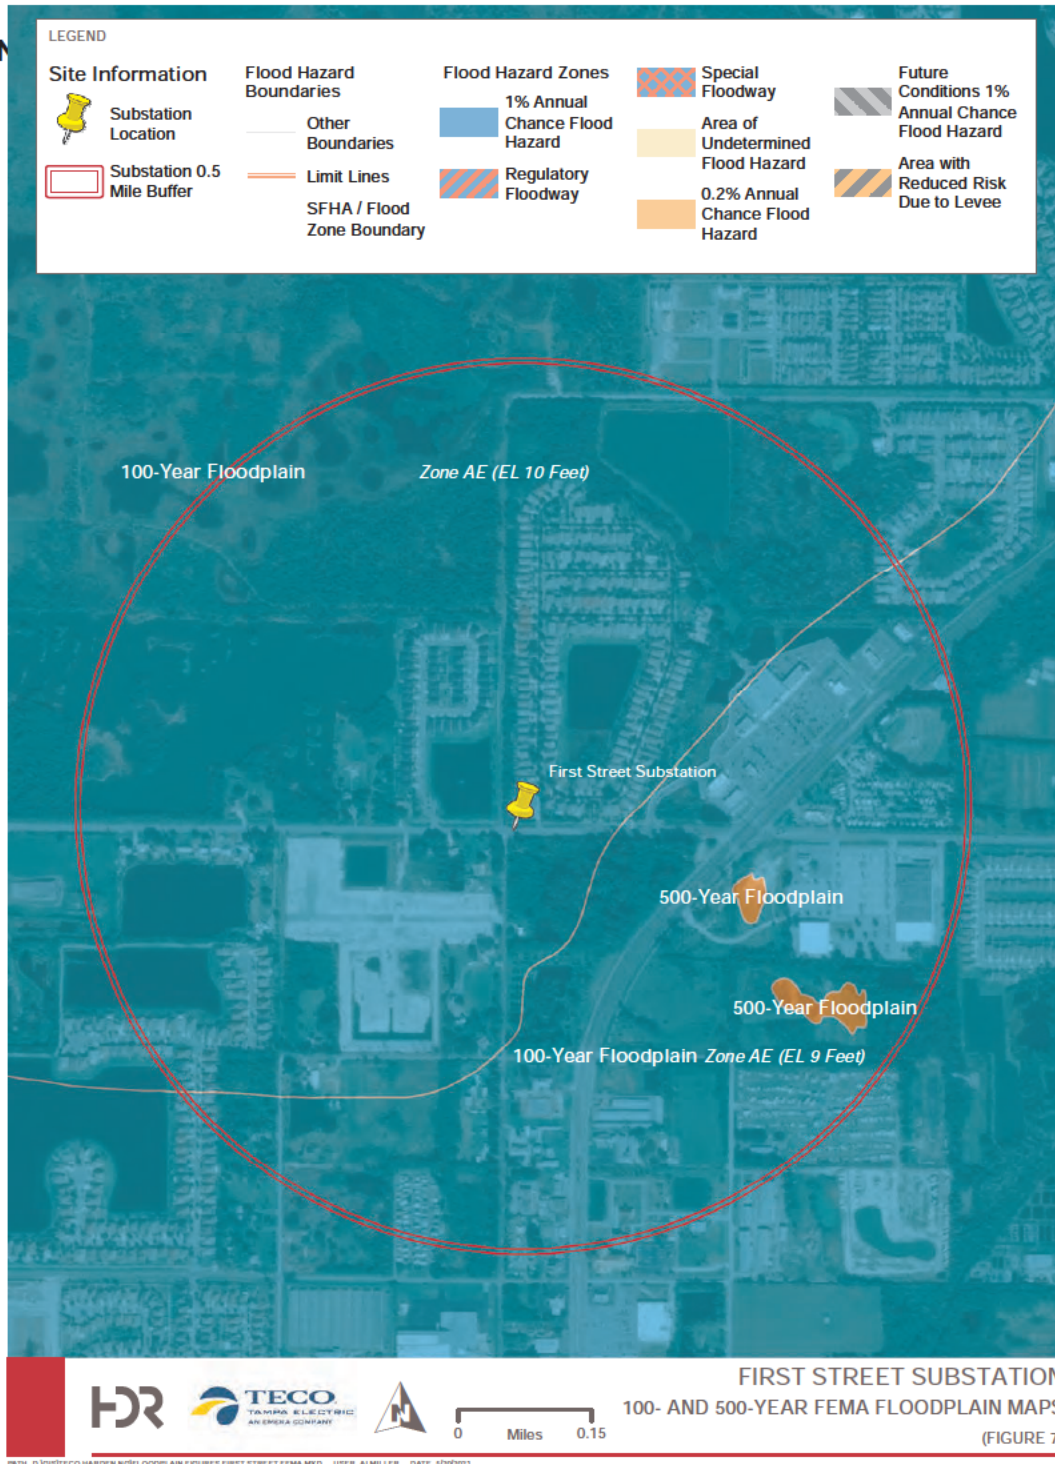 N
LEGEND
Site Information
Substation
Location
Substation 0.5
Mile Buffer
Flood Hazard
Boundaries
Other
Boundaries
Limit Lines
SFHA / Flood
Zone Boundary
Flood Hazard Zones
1% Annual
Chance Flood
Hazard
Regulatory
Floodway
Special
Floodway
Area of
Undetermined
Flood Hazard
0.2% Annual
Chance Flood
Hazard
Future
Conditions 1%
Annual Chance
Flood Hazard
Area with
Reduced Risk
Due to Levee
100-Year Floodplain
Zone AE (EL 10 Feet)
First Street Substation
500-Year Floodplain
500-Year Floodplain
100-Year Floodplain Zone AE (EL 9 Feet)
HDR
TECO
TAMPA ELECTRIC
AN EMERA COMPANY
N
0 Miles 0.15
FIRST STREET SUBSTATION
100- AND 500-YEAR FEMA FLOODPLAIN MAPS
(FIGURE 7